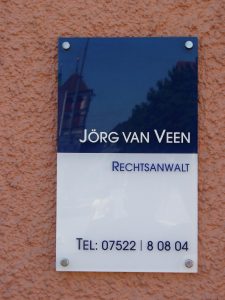 JÖRG VAN VEEN
RECHTSANWALT
TEL: 07522 | 8 08 04